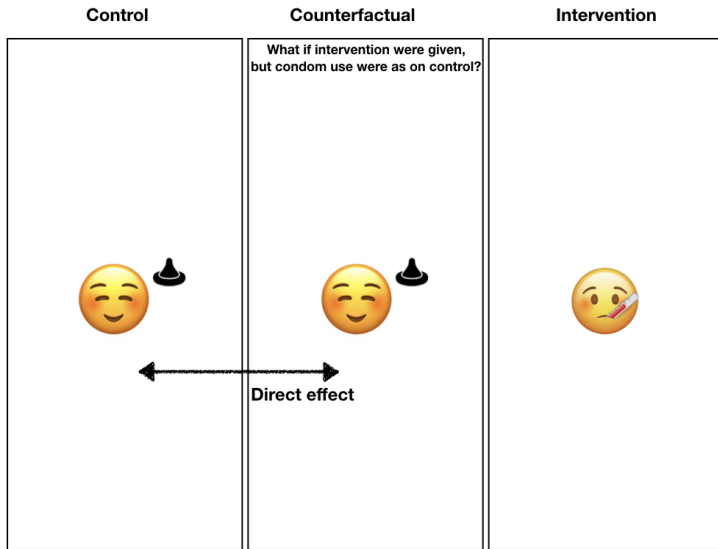 Control
Counterfactual
Intervention
What if intervention were given,
but condom use were as on control?
Direct effect